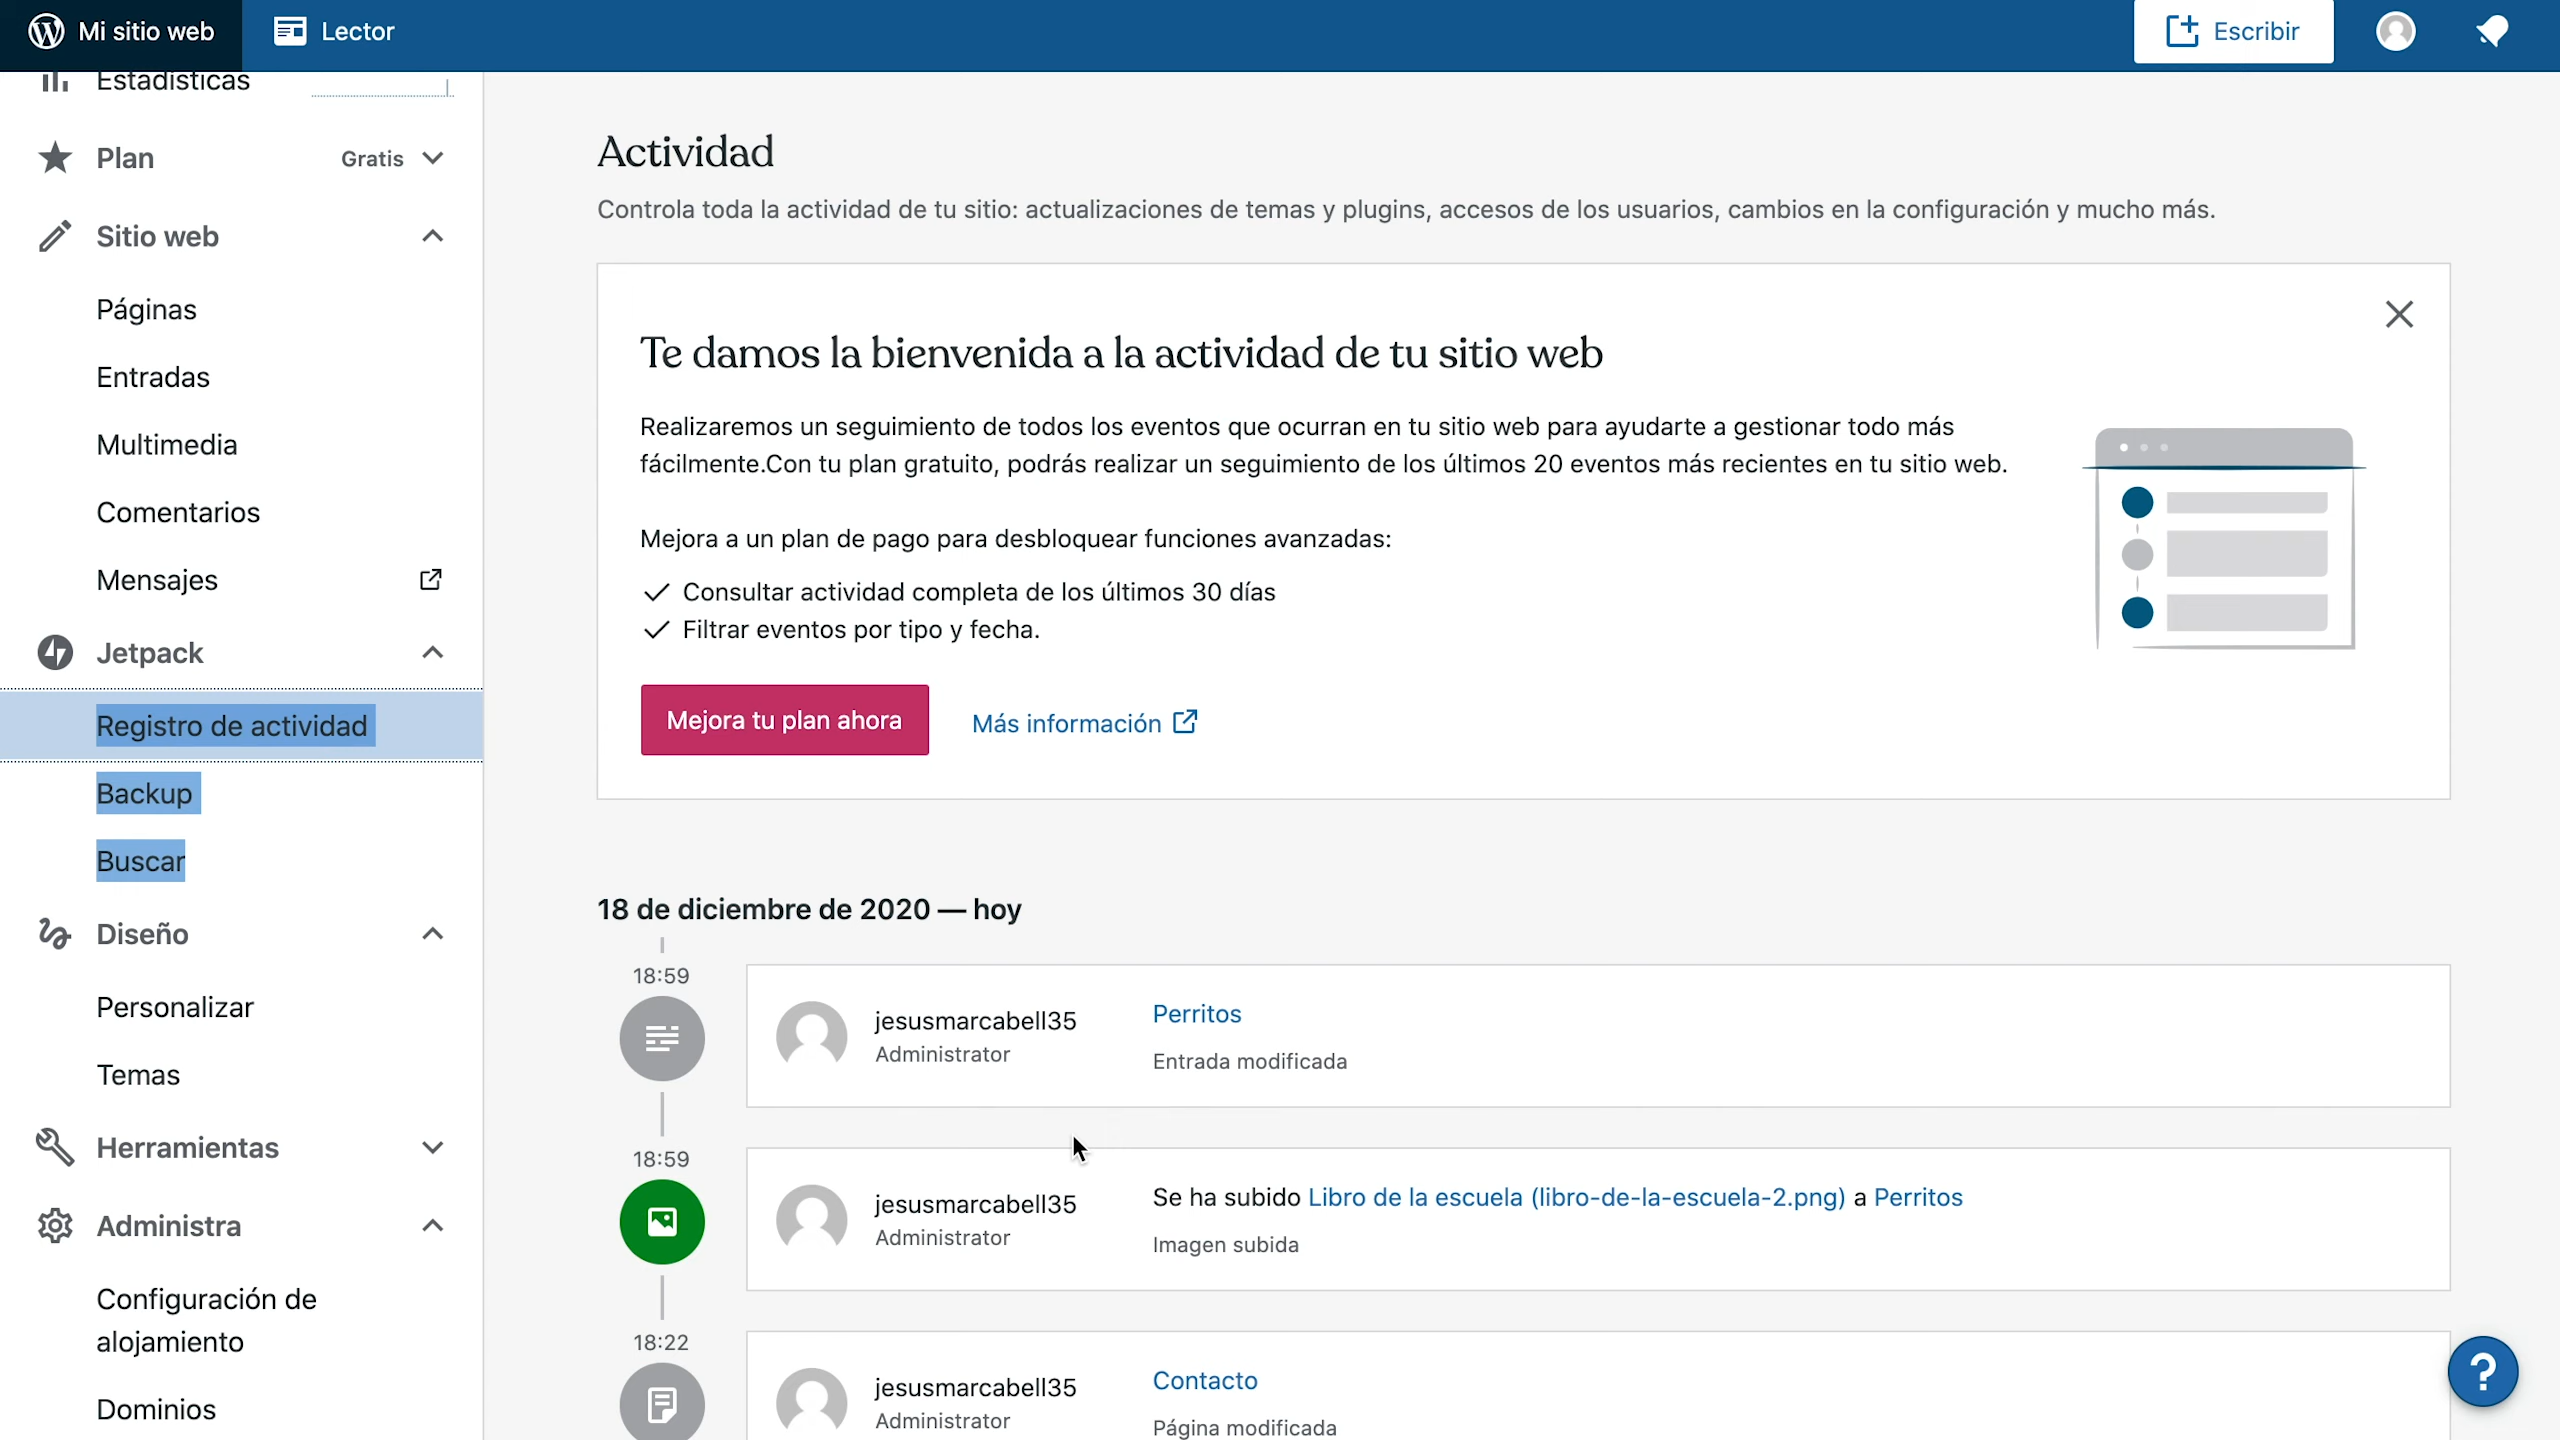 Mi sitio web
Lector
Escribir
Estadísticas
Plan
Gratis
Sitio web
Páginas
Entradas
Multimedia
Comentarios
Mensajes
Jetpack
Registro de actividad
Backup
Buscar
Diseño
Personalizar
Temas
Herramientas
Administra
Configuración de
alojamiento
Dominios
Actividad
Controla toda la actividad de tu sitio: actualizaciones de temas y plugins, accesos de los usuarios, cambios en la configuración y mucho más.
Te damos la bienvenida a la actividad de tu sitio web
Realizaremos un seguimiento de todos los eventos que ocurran en tu sitio web para ayudarte a gestionar todo más
fácilmente.Con tu plan gratuito, podrás realizar un seguimiento de los últimos 20 eventos más recientes en tu sitio web.
Mejora a un plan de pago para desbloquear funciones avanzadas:
Consultar actividad completa de los últimos 30 días
Filtrar eventos por tipo y fecha.
Mejora tu plan ahora
Más información
18 de diciembre de 2020 — hoy
18:59
jesusmarcabell35
Administrator
Perritos
Entrada modificada
18:59
jesusmarcabell35
Administrator
Se ha subido Libro de la escuela (libro-de-la-escuela-2.png) a Perritos
Imagen subida
18:22
jesusmarcabell35
Administrator
Contacto
Página modificada
?